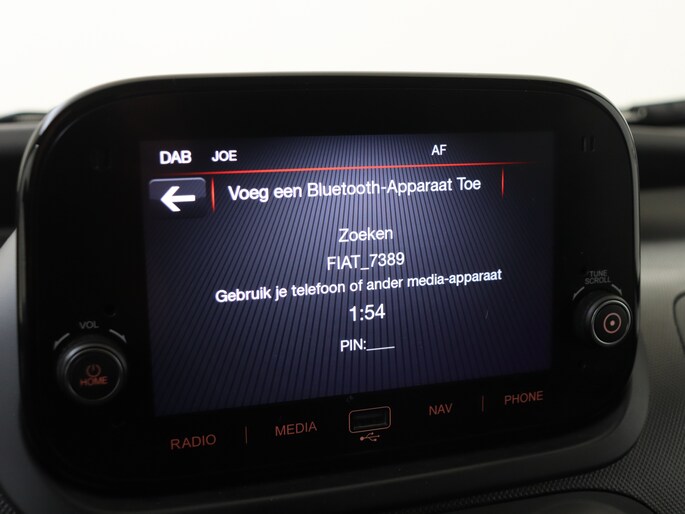 DAB JOE AF
Voeg een Bluetooth-Apparaat Toe
Zoeken
FIAT_7389
Gebruik je telefoon of ander media-apparaat
1:54
PIN:____
TUNE
SCROLL
VOL
HOME
RADIO MEDIA NAV PHONE